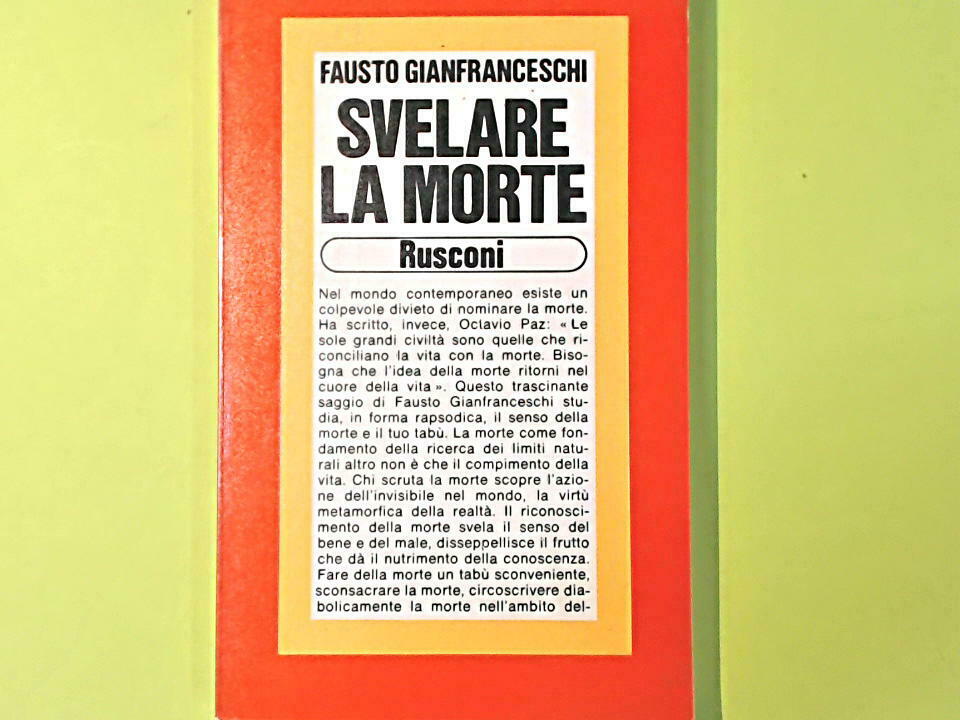 FAUSTO GIANFRANCESCHI
SVELARE
LA MORTE
Rusconi
Nel mondo contemporaneo esiste un
colpevole divieto di nominare la morte.
Ha scritto, invece, Octavio Paz: «Le
sole grandi civiltà sono quelle che ri-
conciliano la vita con la morte. Biso-
gna che l'idea della morte ritorni nel
cuore della vita». Questo trascinante
saggio di Fausto Gianfranceschi stu-
dia, in forma rapsodica, il senso della
morte e il tuo tabù. La morte come fon-
damento della ricerca dei limiti natu-
rali altro non è che il compimento della
vita. Chi scruta la morte scopre l'azio-
ne dell'invisibile nel mondo, la virtù
metamorfica della realtà. Il riconosci-
mento della morte svela il senso del
bene e del male, disseppellisce il frutto
che dà il nutrimento della conoscenza.
Fare della morte un tabù sconveniente,
sconsacrare la morte, circoscrivere dia-
bolicamente la morte nell'ambito del-